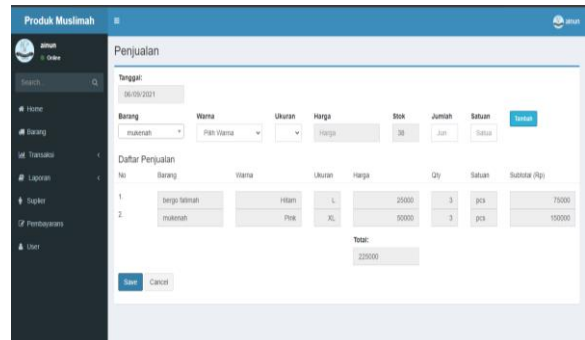 Produk Muslimah
ainun
ainun
Online
Search...
Home
Barang
Transaksi
Laporan
Suplier
Pembayarans
User
Penjualan
Tanggal:
06/09/2021
Barang Warna Ukuran Harga Stok Jumlah Satuan
mukenah Pilih Warna Harga 38 Jum Satua Tambah
Daftar Penjualan
No Barang Warna Ukuran Harga Qty Satuan Subtotal (Rp)
1. bergo fatimah Hitam L 25000 3 pcs 75000
2. mukenah Pink XL 50000 3 pcs 150000
Total:
225000
Save Cancel